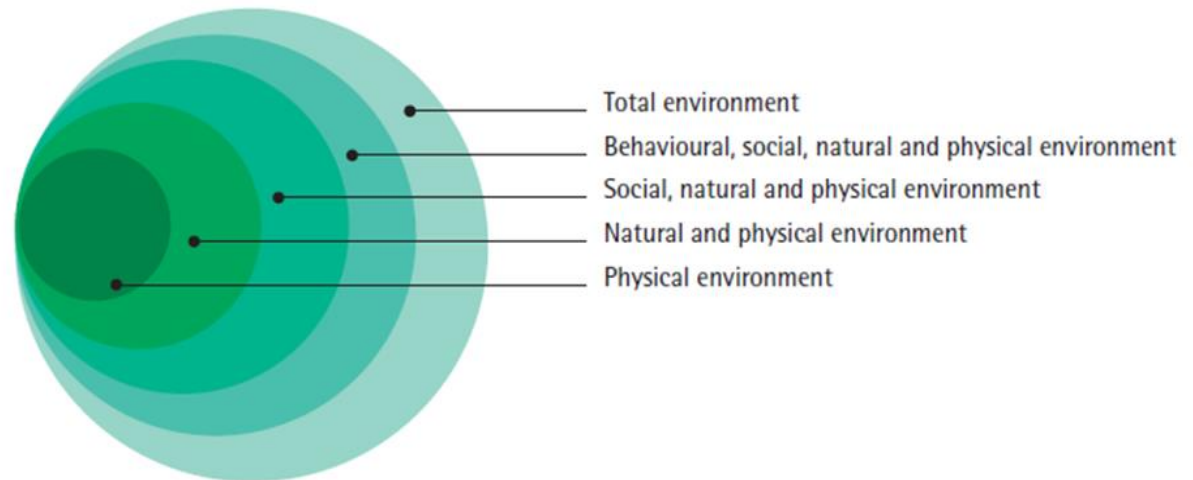 Total environment
Behavioural, social, natural and physical environment
Social, natural and physical environment
Natural and physical environment
Physical environment